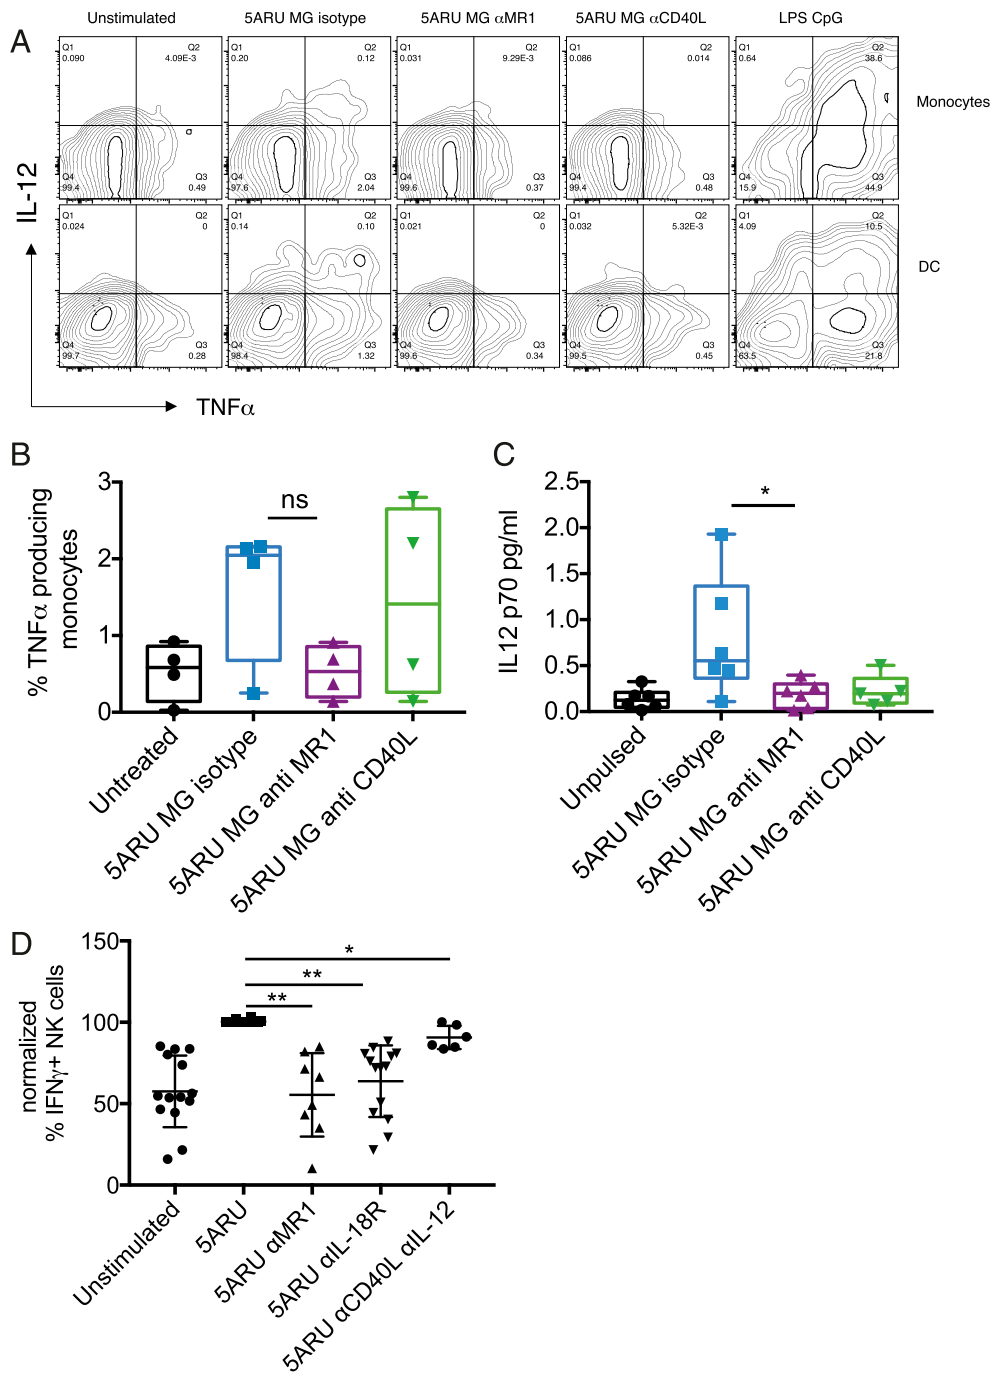 Unstimulated 5ARU MG isotype 5ARU MG αMR1 5ARU MG αCD40L LPS CpG
A
Q1 Q2 Q1 Q2 Q1 Q2 Q1 Q2 Q1 Q2
0.090 4.09E-3 0.20 0.12 0.031 9.29E-3 0.086 0.014 0.64 38.6
Monocytes
Q4 Q3 Q4 Q3 Q4 Q3 Q4 Q3 Q4 Q3
99.4 0.49 97.6 2.04 99.6 0.37 99.4 0.48 15.9 44.9
IL-12
Q1 Q2 Q1 Q2 Q1 Q2 Q1 Q2 Q1 Q2
0.024 0 0.14 0.10 0.021 0 0.032 5.32E-3 4.09 10.5
DC
Q4 Q3 Q4 Q3 Q4 Q3 Q4 Q3 Q4 Q3
99.7 0.28 98.4 1.32 99.6 0.34 99.5 0.45 63.5 21.8
TNFα
B
% TNFα producing
monocytes
3
2
1
0
ns
Untreated
5ARU MG isotype
5ARU MG anti MR1
5ARU MG anti CD40L
C
IL12 p70 pg/ml
2.5
2.0
1.5
1.0
0.5
0.0
*
Unpulsed
5ARU MG isotype
5ARU MG anti MR1
5ARU MG anti CD40L
D
normalized
% IFNγ+ NK cells
150
100
50
0
*
**
**
Unstimulated
5ARU
5ARU αMR1
5ARU αIL-18R
5ARU αCD40L αIL-12